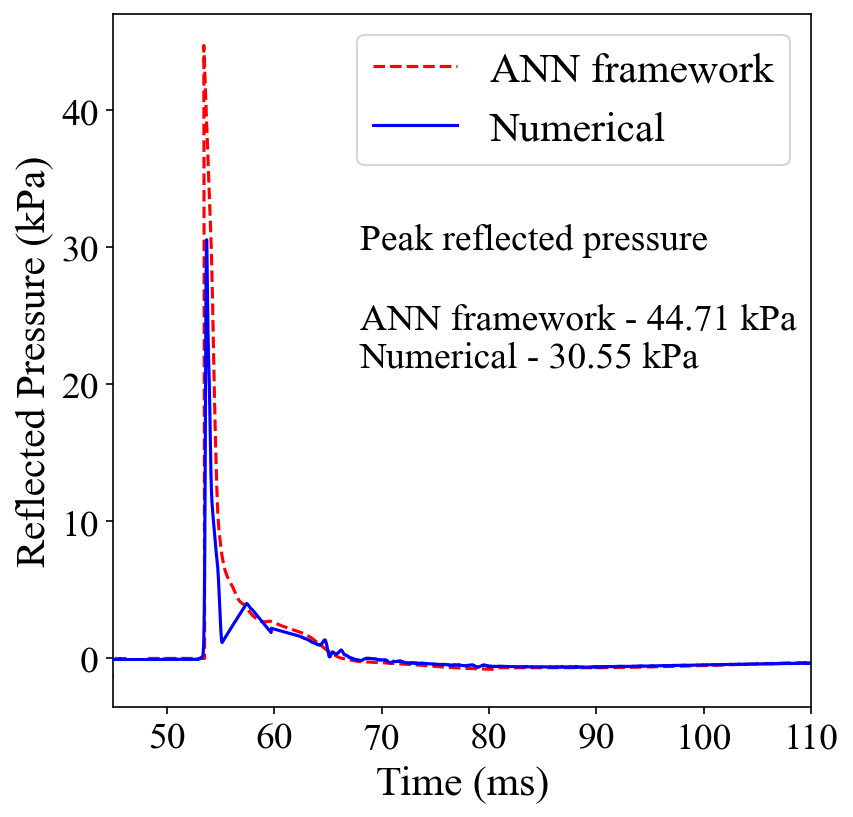 ANN framework
Numerical
Peak reflected pressure
ANN framework - 44.71 kPa
Numerical - 30.55 kPa
Reflected Pressure (kPa)
40
30
20
10
0
50 60 70 80 90 100 110
Time (ms)